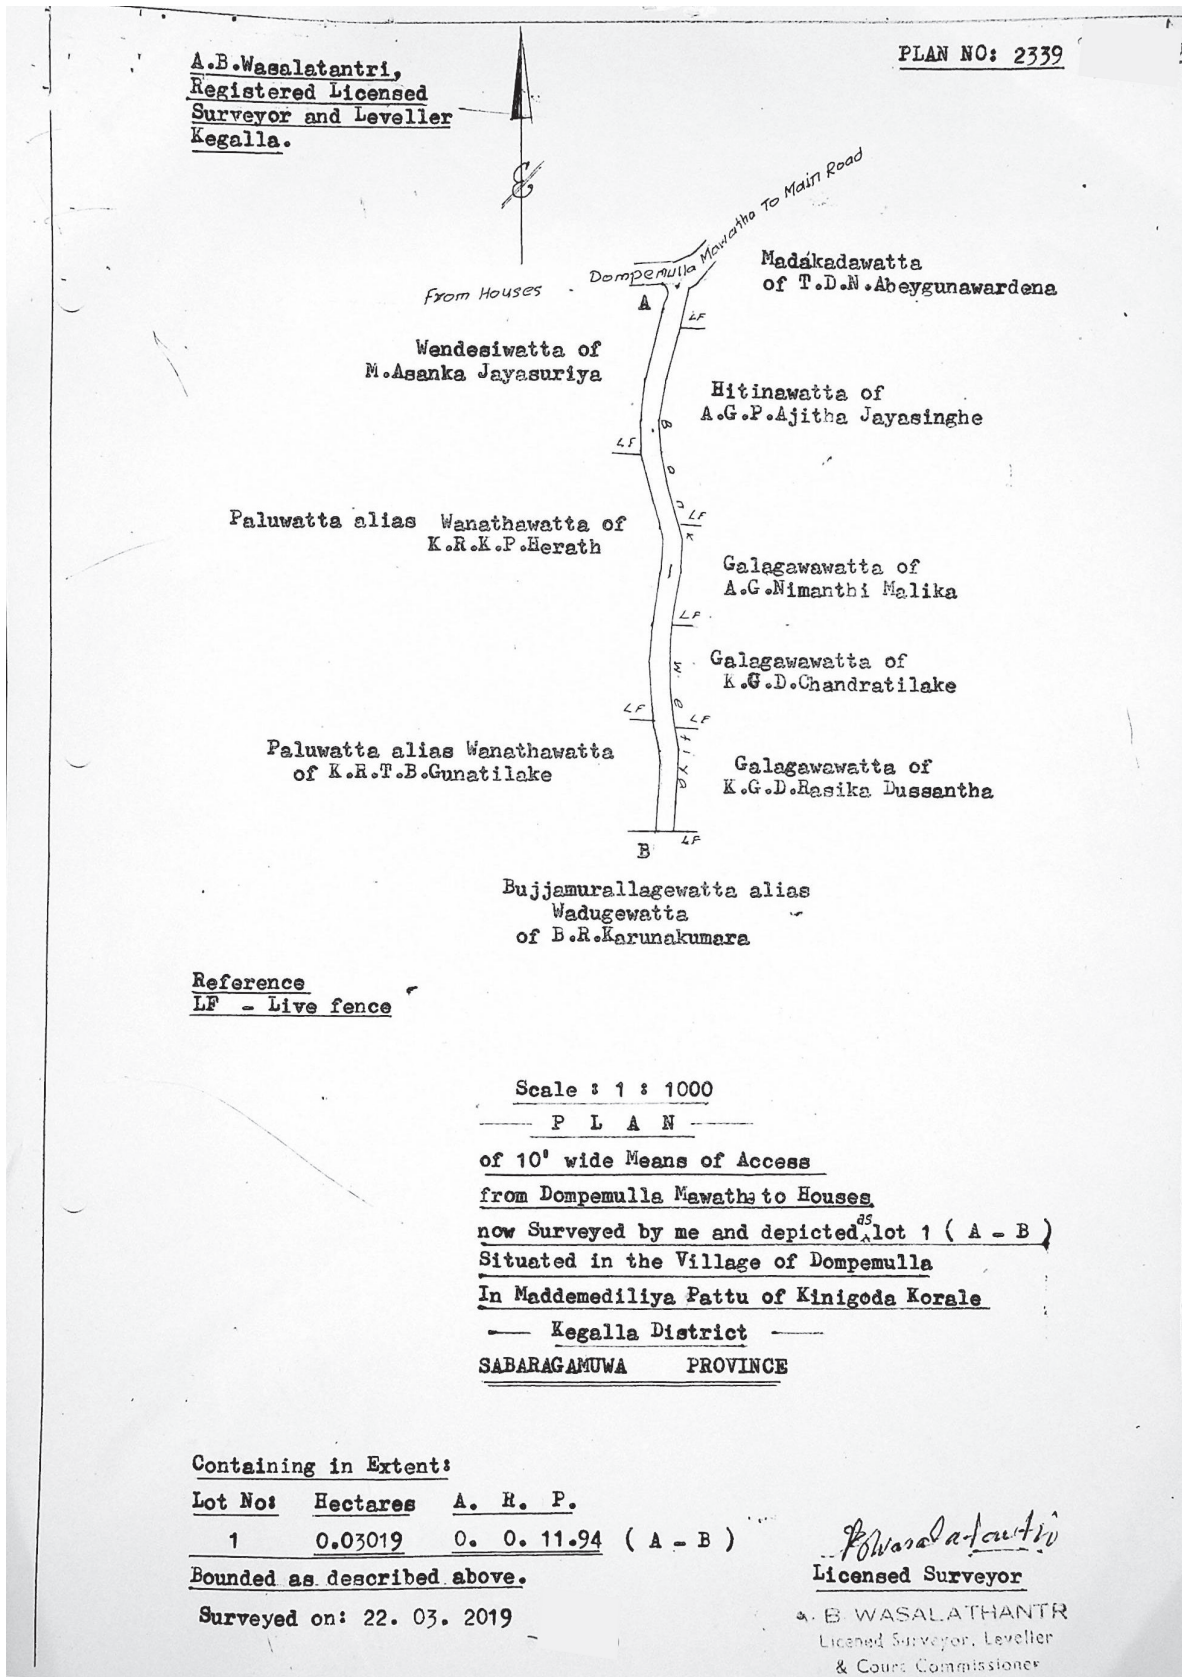 A.B.Wasalatantri,
Registered Licensed
Surveyor and Leveller
Kegalla.
PLAN NO: 2339
Dompemulla Mawatha To Main Road
From Houses
A
Madakadawatta
of T.D.N.Abeygunawardena
LF
Wendesiwatta of
M.Asanka Jayasuriya
Hitinawatta of
A.G.P.Ajitha Jayasinghe
LF
Bank
LF
Paluwatta alias Wanathawatta of
K.R.K.P.Herath
1
Galagawawatta of
A.G.Nimanthi Malika
LF
Galagawawatta of
K.G.D.Chandratilake
Wetiya
LF
LF
Paluwatta alias Wanathawatta
of K.R.T.B.Gunatilake
Galagawawatta of
K.G.D.Rasika Dussantha
B
LF
Bujjamurallagewatta alias
Wadugewatta
of B.R.Karunakumara
Reference
LF - Live fence
Scale : 1 : 1000
P L A N
of 10' wide Means of Access
from Dompemulla Mawatha to Houses
now Surveyed by me and depicted as lot 1 ( A - B )
Situated in the Village of Dompemulla
In Maddemediliya Pattu of Kinigoda Korale
Kegalla District
SABARAGAMUWA PROVINCE
Containing in Extent:
Lot No: Hectares A. R. P.
1 0.03019 0. 0. 11.94 ( A - B )
Bounded as described above.
Surveyed on: 22. 03. 2019
Licensed Surveyor
A. B WASALATHANTR
Licened Surveyor, Leveller
& Court Commissioner